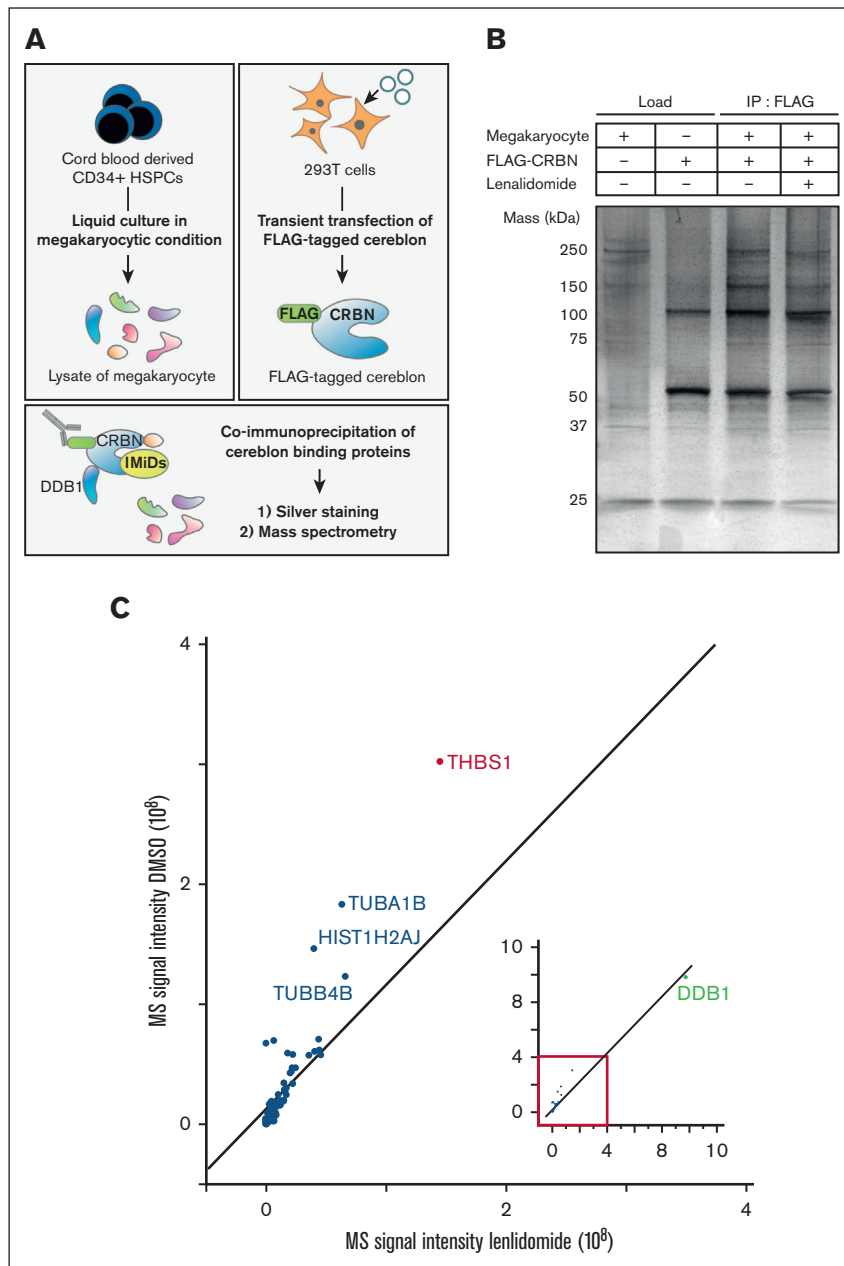 A
Cord blood derived
CD34+ HSPCs
Liquid culture in
megakaryocytic condition
Lysate of megakaryocyte
293T cells
Transient transfection of
FLAG-tagged cereblon
FLAG CRBN
FLAG-tagged cereblon
CRBN
IMiDs
DDB1
Co-immunoprecipitation of
cereblon binding proteins
1) Silver staining
2) Mass spectrometry
B
Load IP : FLAG
Megakaryocyte + – + +
FLAG-CRBN – + + +
Lenalidomide – – – +
Mass (kDa)
250
150
100
75
50
37
25
C
MS signal intensity DMSO (10⁸)
4
2
0
THBS1
TUBA1B
HIST1H2AJ
TUBB4B
10
8
4
2
0
DDB1
0 4 8 10
0 2 4
MS signal intensity lenlidomide (10⁸)